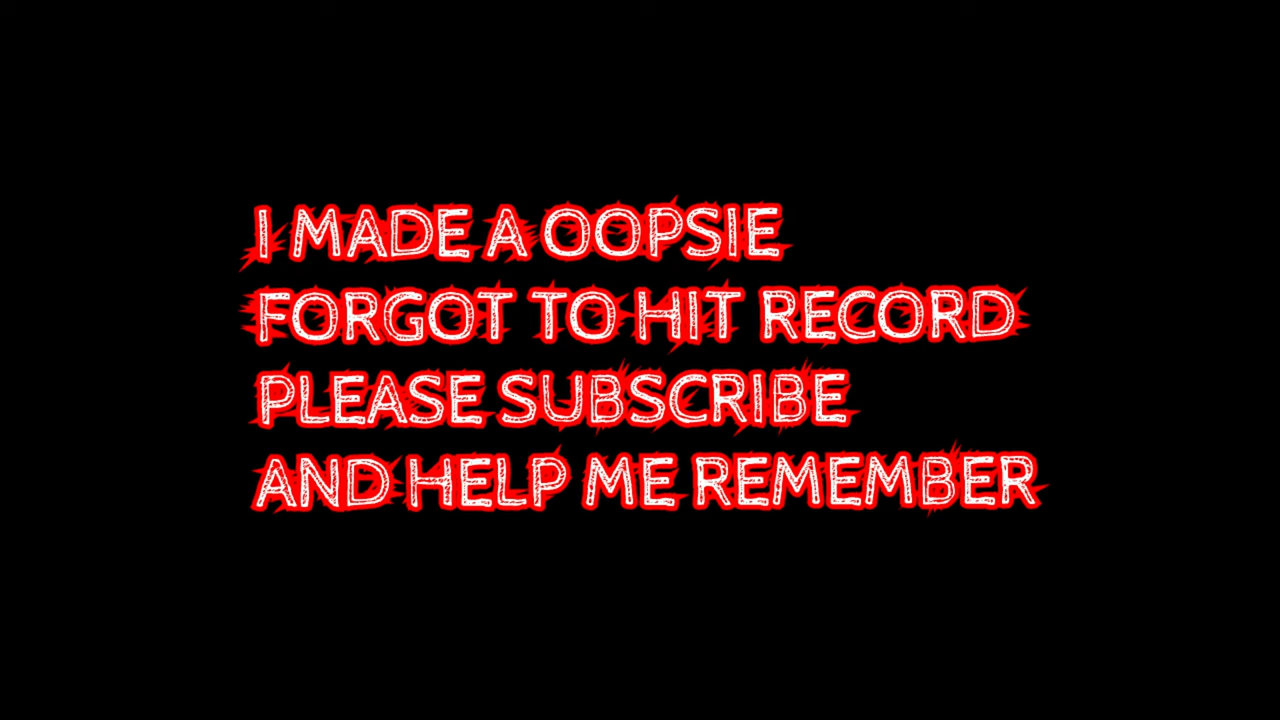 I MADE A OOPSIE
FORGOT TO HIT RECORD
PLEASE SUBSCRIBE
AND HELP ME REMEMBER